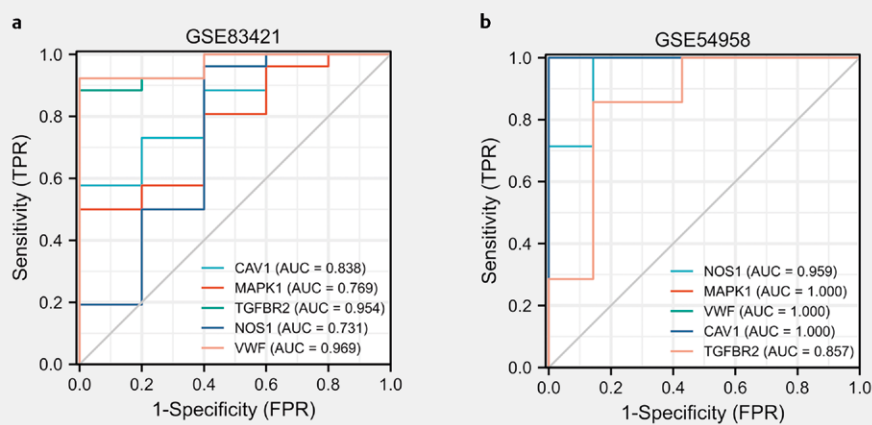 a
GSE83421
Sensitivity (TPR)
1.0
0.8
0.6
0.4
0.2
0.0
CAV1 (AUC = 0.838)
MAPK1 (AUC = 0.769)
TGFBR2 (AUC = 0.954)
NOS1 (AUC = 0.731)
VWF (AUC = 0.969)
0.0 0.2 0.4 0.6 0.8 1.0
1-Specificity (FPR)
b
GSE54958
Sensitivity (TPR)
1.0
0.8
0.6
0.4
0.2
0.0
NOS1 (AUC = 0.959)
MAPK1 (AUC = 1.000)
VWF (AUC = 1.000)
CAV1 (AUC = 1.000)
TGFBR2 (AUC = 0.857)
0.0 0.2 0.4 0.6 0.8 1.0
1-Specificity (FPR)